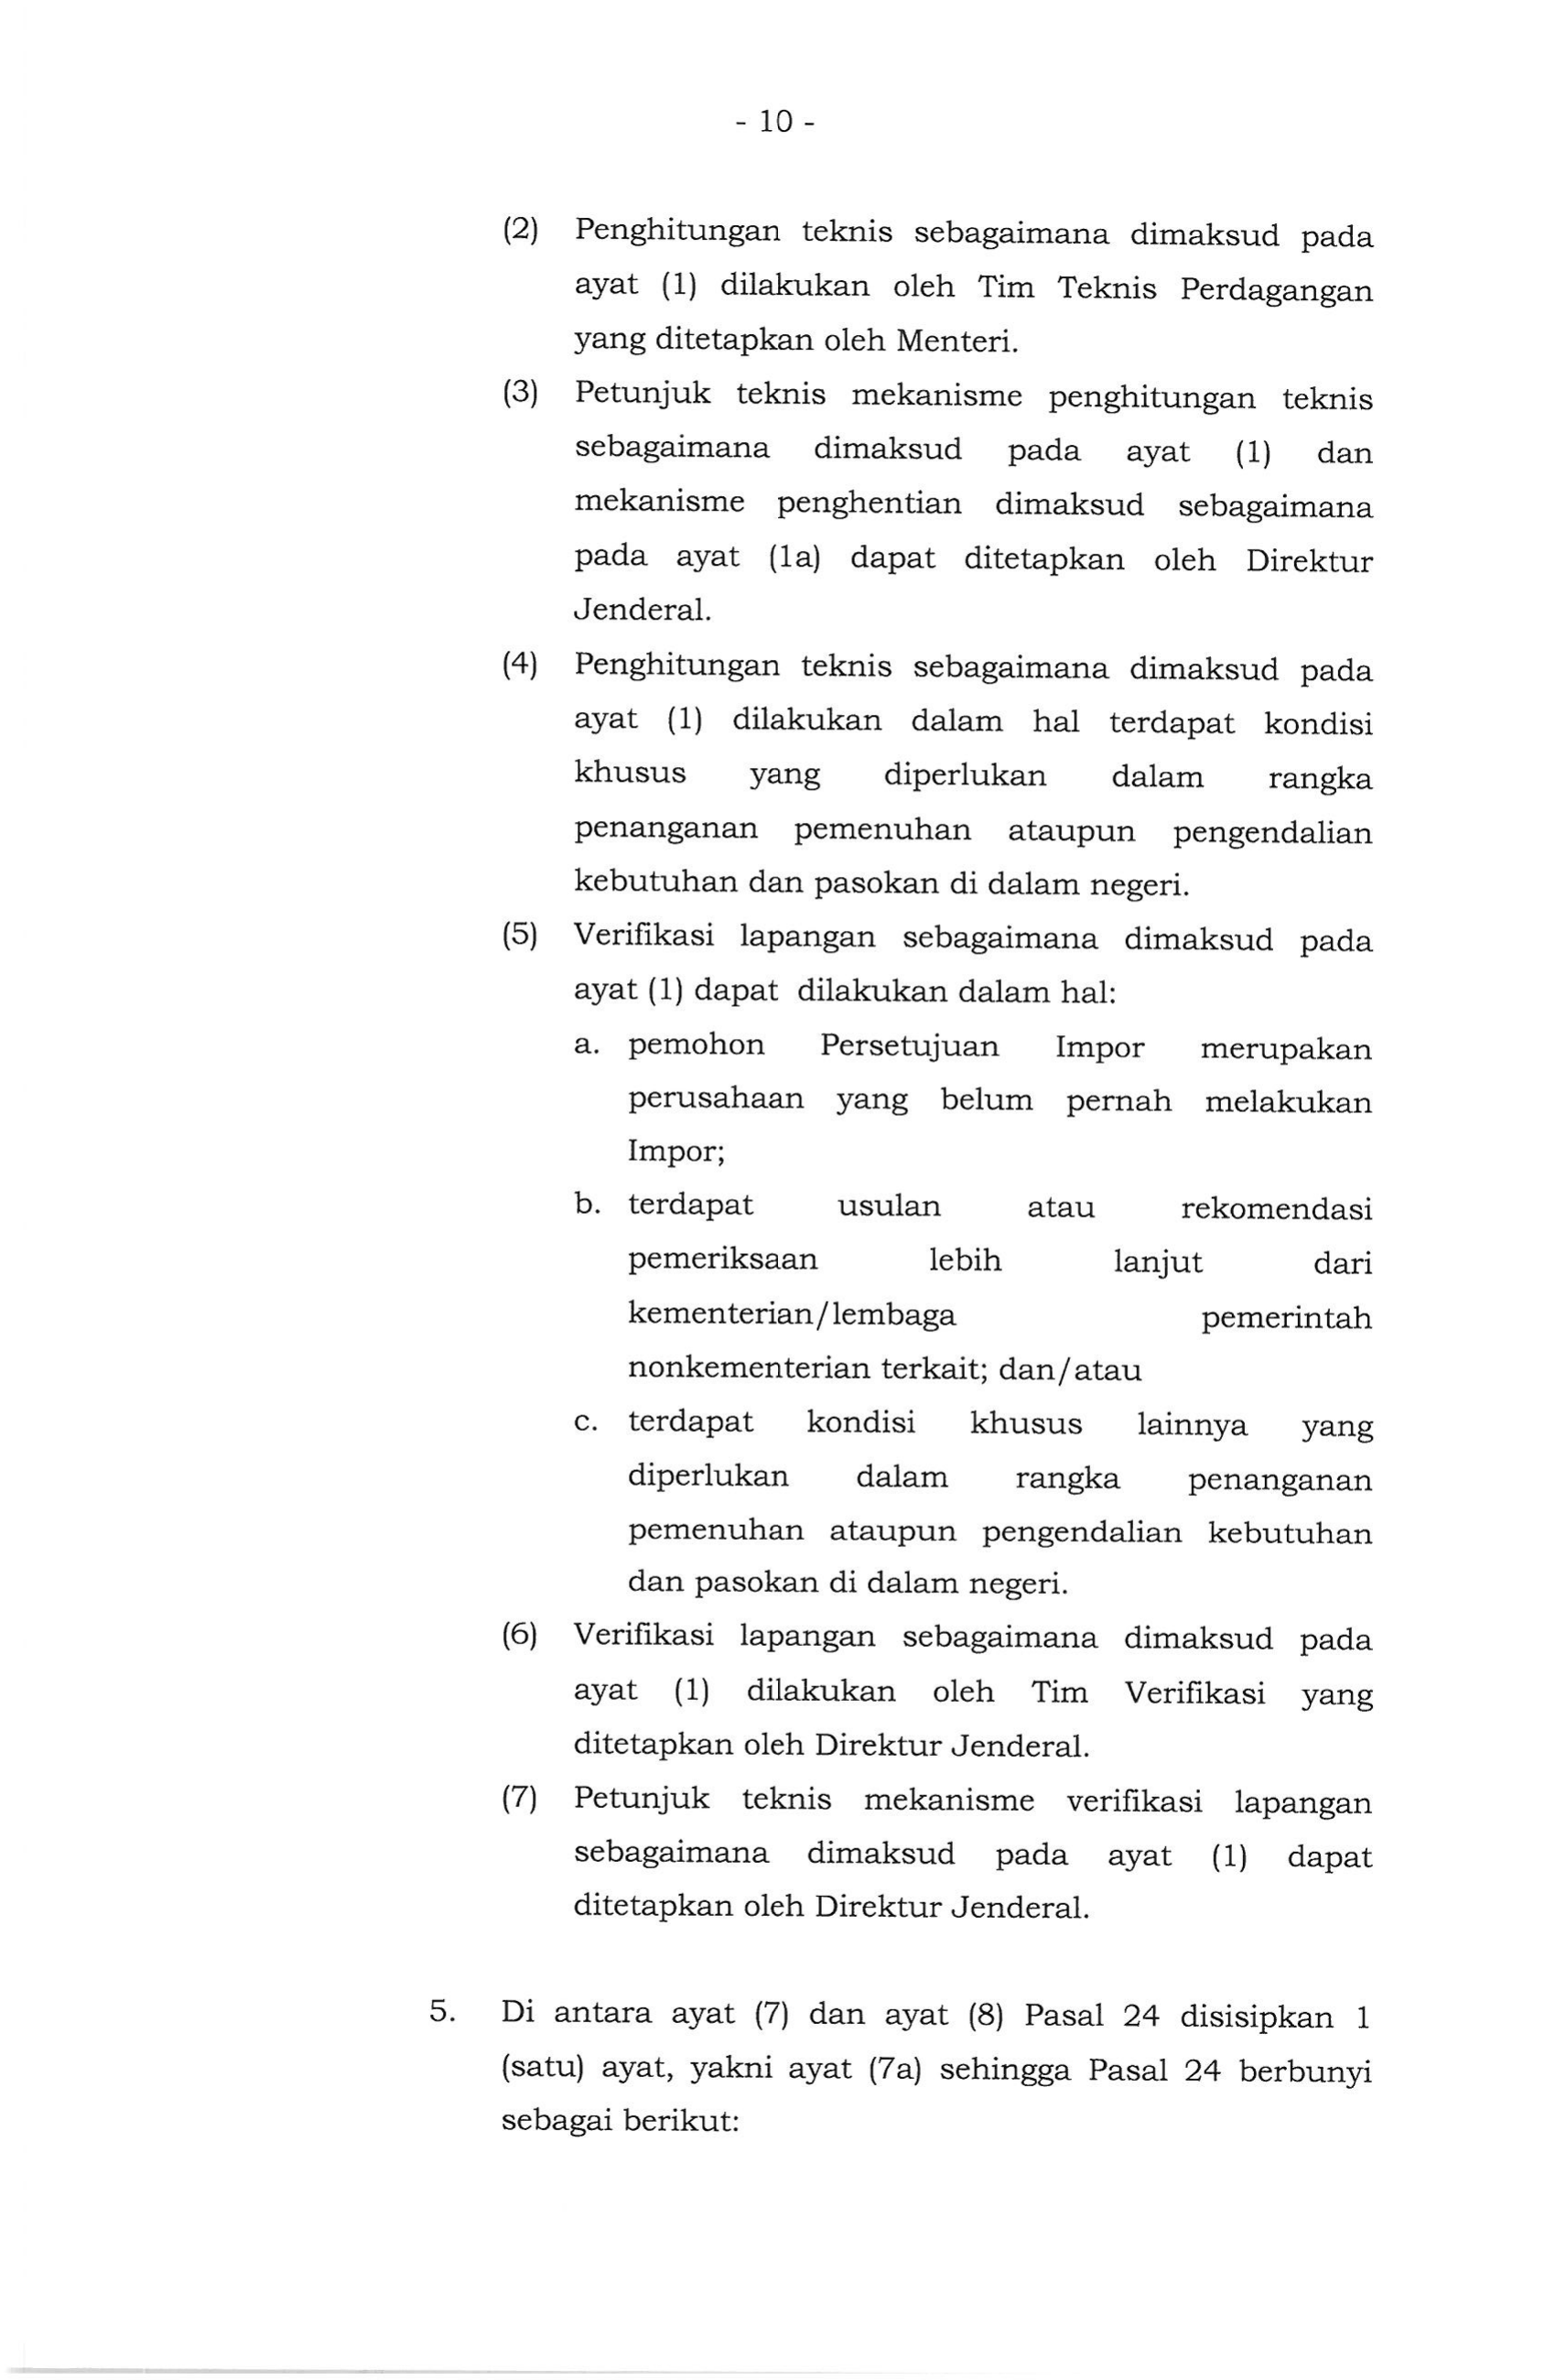 - 10 -
(2) Penghitungan teknis sebagaimana dimaksud pada
ayat (1) dilakukan oleh Tim Teknis Perdagangan
yang ditetapkan oleh Menteri.
(3) Petunjuk teknis mekanisme penghitungan teknis
sebagaimana dimaksud pada ayat (1) dan
mekanisme penghentian dimaksud sebagaimana
pada ayat (1a) dapat ditetapkan oleh Direktur
Jenderal.
(4) Penghitungan teknis sebagaimana dimaksud pada
ayat (1) dilakukan dalam hal terdapat kondisi
khusus yang diperlukan dalam rangka
penanganan pemenuhan ataupun pengendalian
kebutuhan dan pasokan di dalam negeri.
(5) Verifikasi lapangan sebagaimana dimaksud pada
ayat (1) dapat dilakukan dalam hal:
a. pemohon Persetujuan Impor merupakan
perusahaan yang belum pernah melakukan
Impor;
b. terdapat usulan atau rekomendasi
pemeriksaan lebih lanjut dari
kementerian/lembaga pemerintah
nonkementerian terkait; dan/atau
c. terdapat kondisi khusus lainnya yang
diperlukan dalam rangka penanganan
pemenuhan ataupun pengendalian kebutuhan
dan pasokan di dalam negeri.
(6) Verifikasi lapangan sebagaimana dimaksud pada
ayat (1) dilakukan oleh Tim Verifikasi yang
ditetapkan oleh Direktur Jenderal.
(7) Petunjuk teknis mekanisme verifikasi lapangan
sebagaimana dimaksud pada ayat (1) dapat
ditetapkan oleh Direktur Jenderal.
5. Di antara ayat (7) dan ayat (8) Pasal 24 disisipkan 1
(satu) ayat, yakni ayat (7a) sehingga Pasal 24 berbunyi
sebagai berikut: